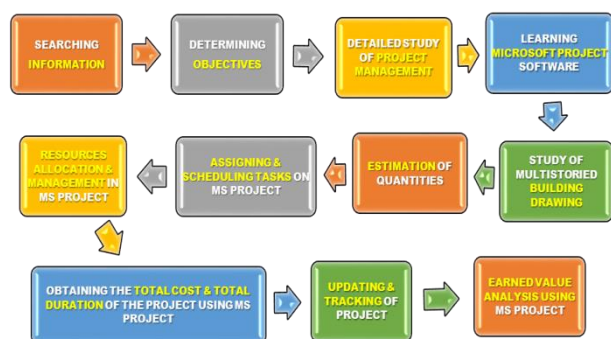 SEARCHING
INFORMATION
DETERMINING
OBJECTIVES
DETAILED STUDY
OF PROJECT
MANAGEMENT
LEARNING
MICROSOFT PROJECT
SOFTWARE
STUDY OF
MULTISTORIED
BUILDING
DRAWING
ESTIMATION OF
QUANTITIES
ASSIGNING &
SCHEDULING TASKS ON
MS PROJECT
RESOURCES
ALLOCATION &
MANAGEMENT IN
MS PROJECT
OBTAINING THE TOTAL COST & TOTAL
DURATION OF THE PROJECT USING MS
PROJECT
UPDATING &
TRACKING OF
PROJECT
EARNED VALUE
ANALYSIS USING
MS PROJECT